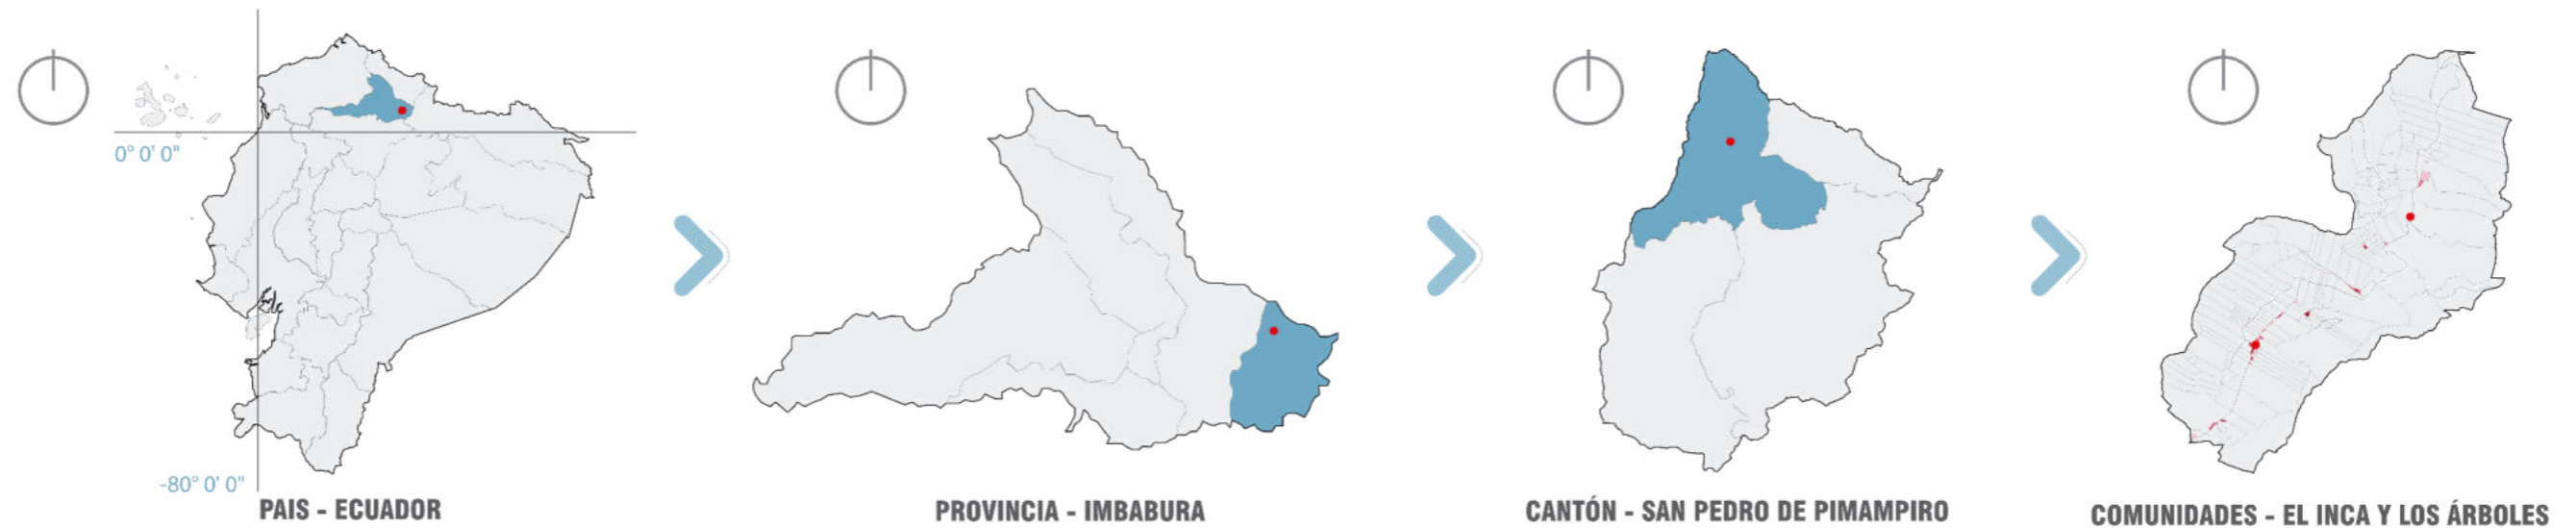 0° 0' 0"
-80° 0' 0"
PAIS - ECUADOR
PROVINCIA - IMBABURA
CANTÓN - SAN PEDRO DE PIMAMPIRO
COMUNIDADES - EL INCA Y LOS ÁRBOLES